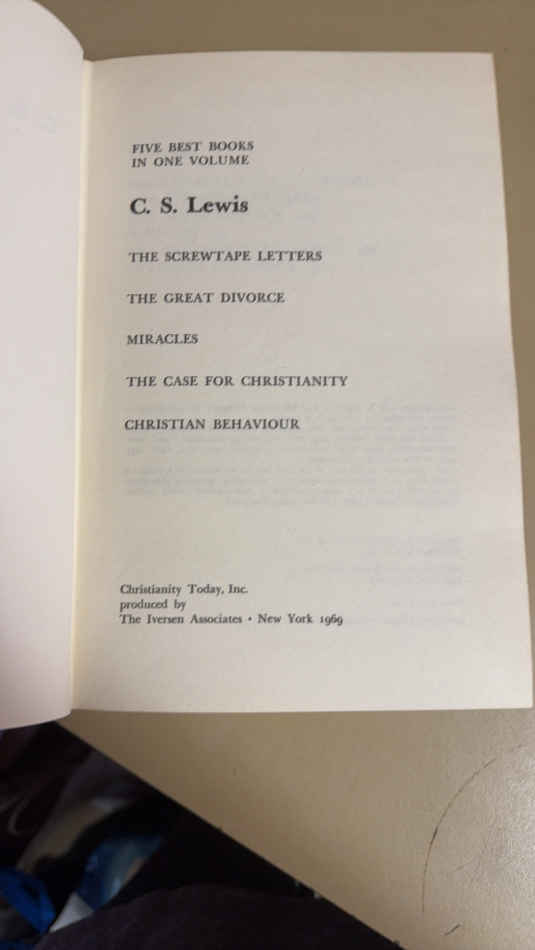 FIVE BEST BOOKS
IN ONE VOLUME
C. S. Lewis
THE SCREWTAPE LETTERS
THE GREAT DIVORCE
MIRACLES
THE CASE FOR CHRISTIANITY
CHRISTIAN BEHAVIOUR
Christianity Today, Inc.
produced by
The Iversen Associates • New York 1969